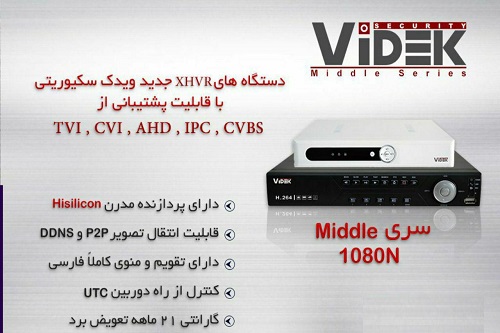 SECURITY
ViDEK
Middle Series
دستگاه های XHVR جدید ویدک سکیوریتی
با قابلیت پشتیبانی از
TVI , CVI , AHD , IPC , CVBS
ViDEK
ViDEK
H.264
سری Middle
1080N
دارای پردازنده مدرن Hisilicon
قابلیت انتقال تصویر P2P و DDNS
دارای تقویم و منوی کاملاً فارسی
کنترل از راه دوربین UTC
گارانتی ۲۱ ماهه تعویض برد